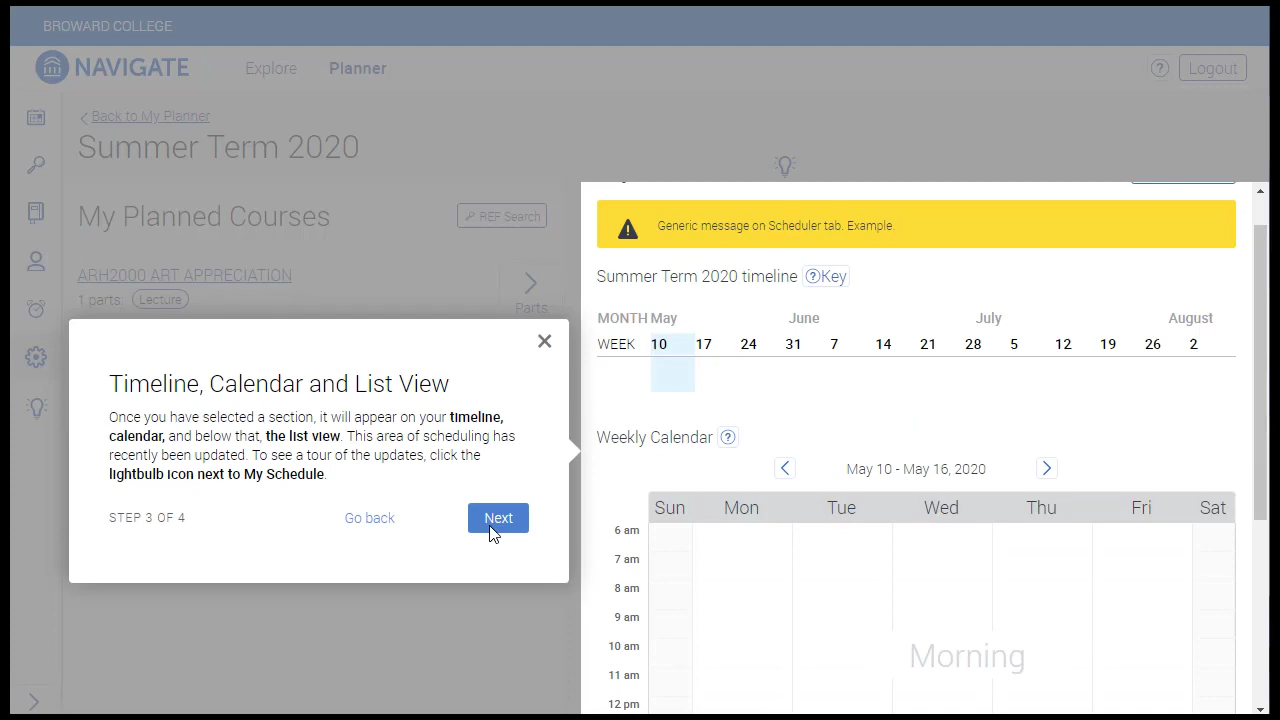 BROWARD COLLEGE
NAVIGATE Explore Planner ? Logout
Back to My Planner
Summer Term 2020
My Planned Courses REF Search
ARH2000 ART APPRECIATION
1 parts: Lecture
Parts
Timeline, Calendar and List View
Once you have selected a section, it will appear on your timeline,
calendar, and below that, the list view. This area of scheduling has
recently been updated. To see a tour of the updates, click the
lightbulb icon next to My Schedule.
STEP 3 OF 4 Go back Next
Generic message on Scheduler tab. Example.
Summer Term 2020 timeline ? Key
MONTH May June July August
WEEK 10 17 24 31 7 14 21 28 5 12 19 26 2
Weekly Calendar ?
May 10 - May 16, 2020
Sun Mon Tue Wed Thu Fri Sat
6 am
7 am
8 am
9 am
10 am
Morning
11 am
12 pm